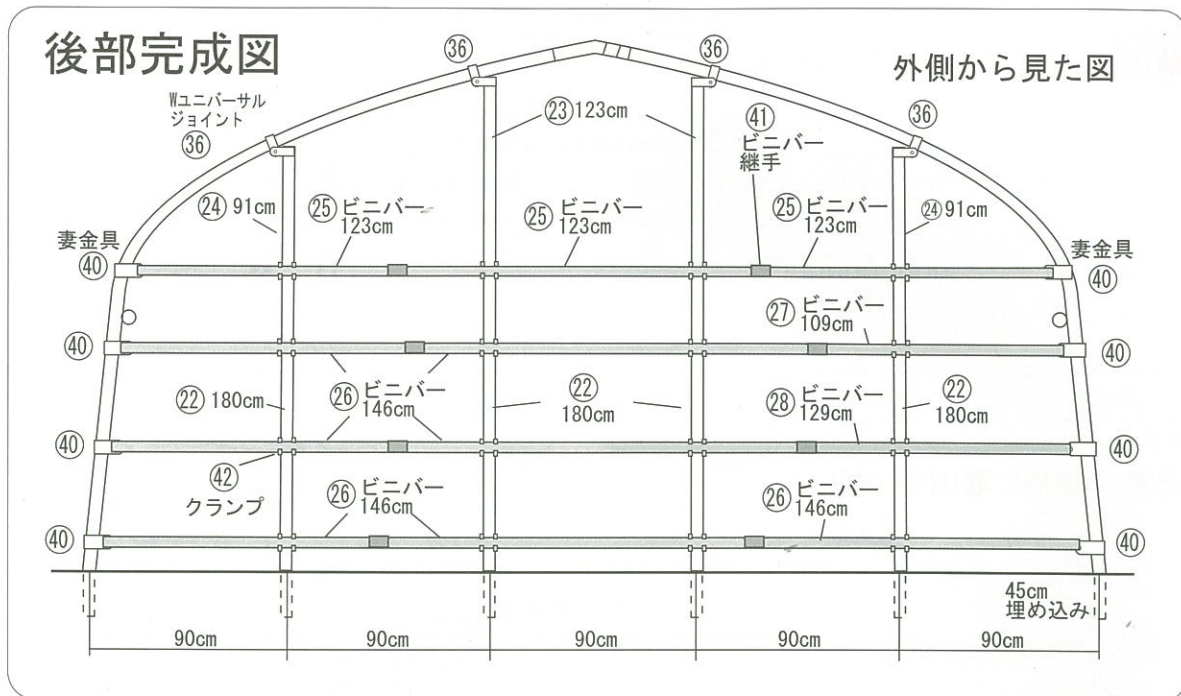 後部完成図
外側から見た図
㊱
㊱
Wユニバーサル
ジョイント
㊱
㊱
㉓123cm
㊶
ビニバー
継手
㉔ 91cm
㉕ ビニバー
123cm
㉕ ビニバー
123cm
㉕ ビニバー
123cm
㉔ 91cm
妻金具
㊵
妻金具
㊵
㉗ ビニバー
109cm
㊵
㊵
㉒ 180cm
㉖ ビニバー
146cm
㉒
180cm
㉘ ビニバー
129cm
㉒
180cm
㊵
㊵
㊷
クランプ
㉖ ビニバー
146cm
㉖ ビニバー
146cm
㊵
㊵
45cm
埋め込み
90cm
90cm
90cm
90cm
90cm